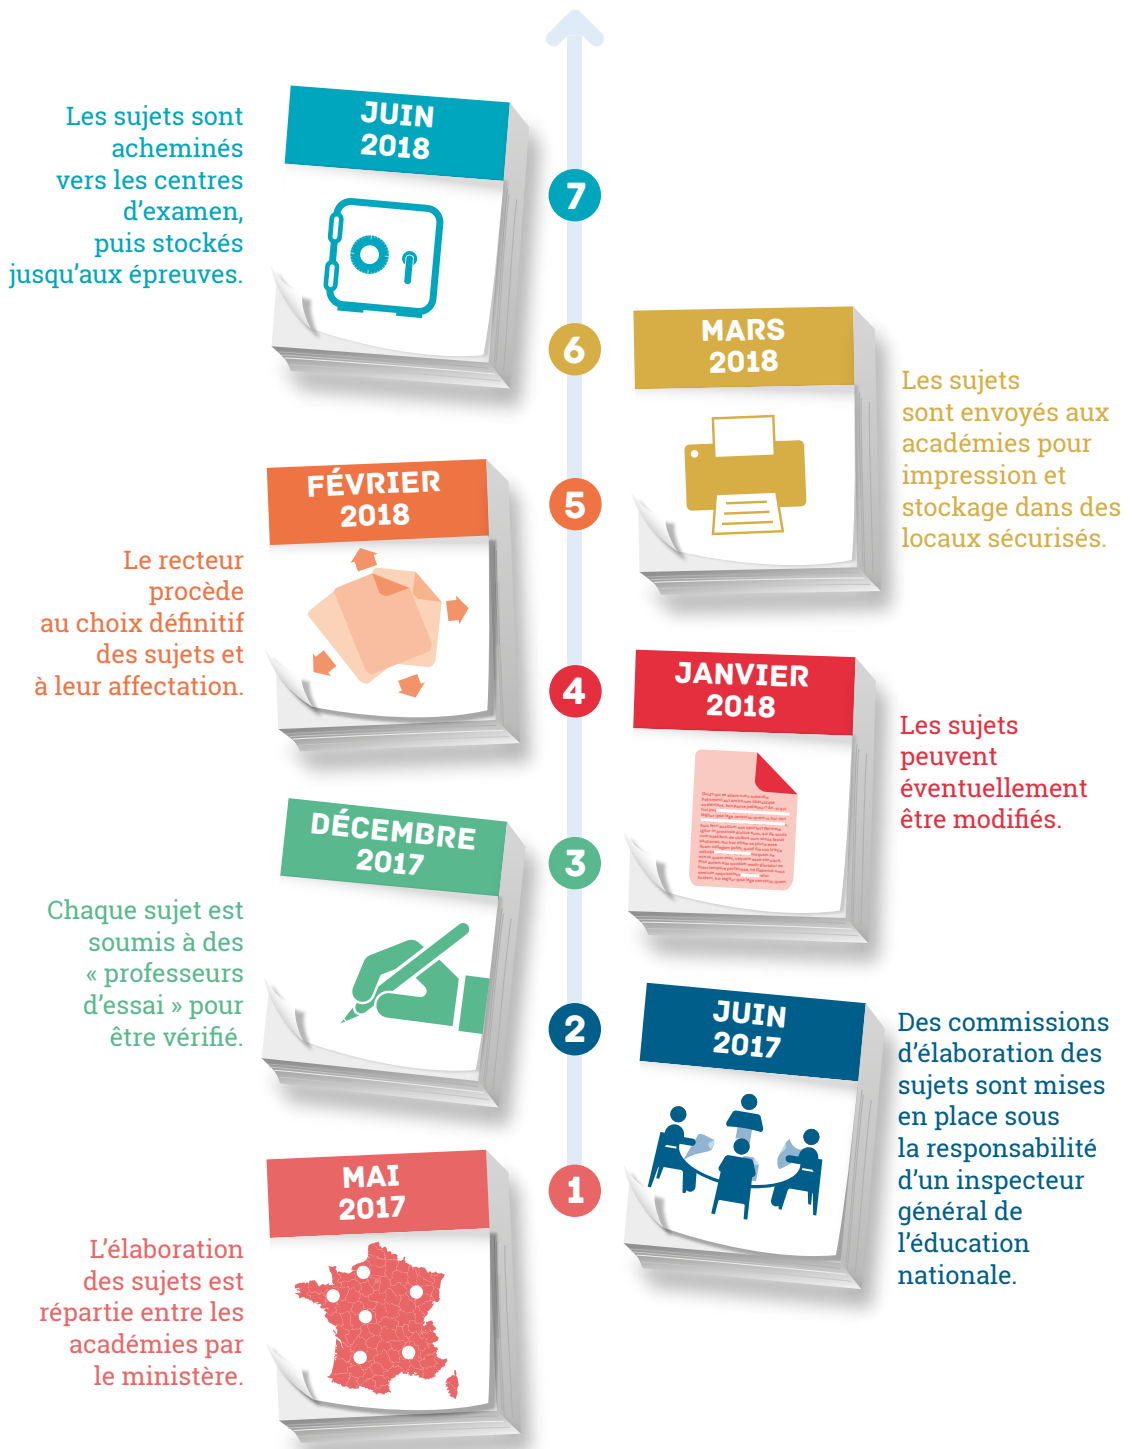 JUIN
2018
Les sujets sont
acheminés
vers les centres
d’examen,
puis stockés
jusqu’aux épreuves.
7
6
MARS
2018
Les sujets
sont envoyés aux
académies pour
impression et
stockage dans des
locaux sécurisés.
FÉVRIER
2018
5
Le recteur
procède
au choix définitif
des sujets et
à leur affectation.
4
JANVIER
2018
Les sujets
peuvent
éventuellement
être modifiés.
DÉCEMBRE
2017
3
Chaque sujet est
soumis à des
« professeurs
d’essai » pour
être vérifié.
2
JUIN
2017
Des commissions
d’élaboration des
sujets sont mises
en place sous
la responsabilité
d’un inspecteur
général de
l’éducation
nationale.
MAI
2017
1
L’élaboration
des sujets est
répartie entre les
académies par
le ministère.